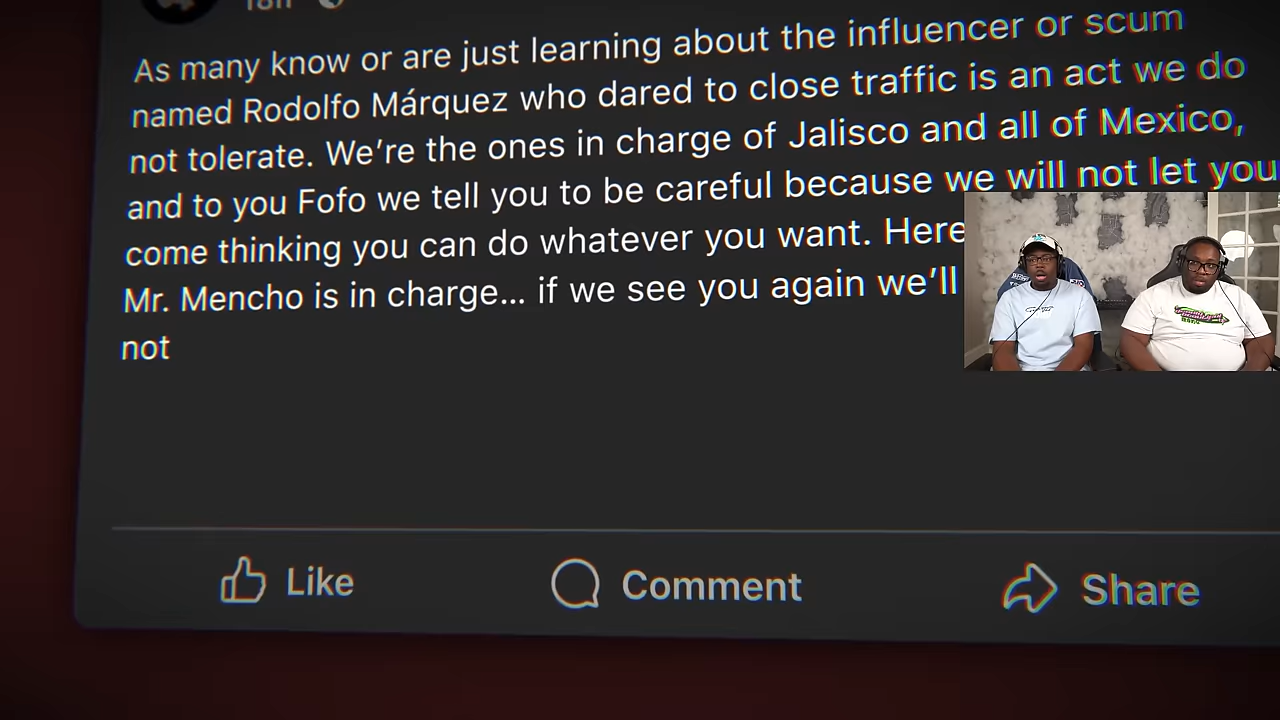 18h
As many know or are just learning about the influencer or scum
named Rodolfo Márquez who dared to close traffic is an act we do
not tolerate. We’re the ones in charge of Jalisco and all of Mexico,
and to you Fofo we tell you to be careful because we will not let you
come thinking you can do whatever you want. Here
Mr. Mencho is in charge... if we see you again we’ll
not
Like Comment Share